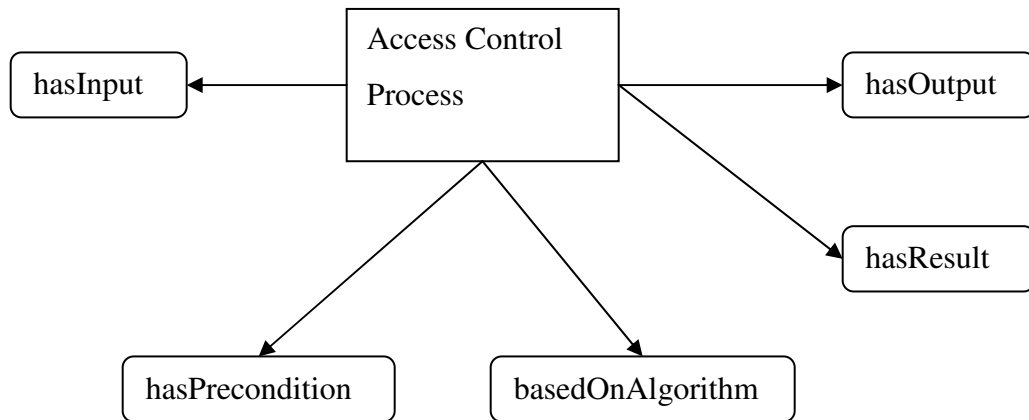 Access Control
Process
hasInput
hasOutput
hasResult
hasPrecondition
basedOnAlgorithm